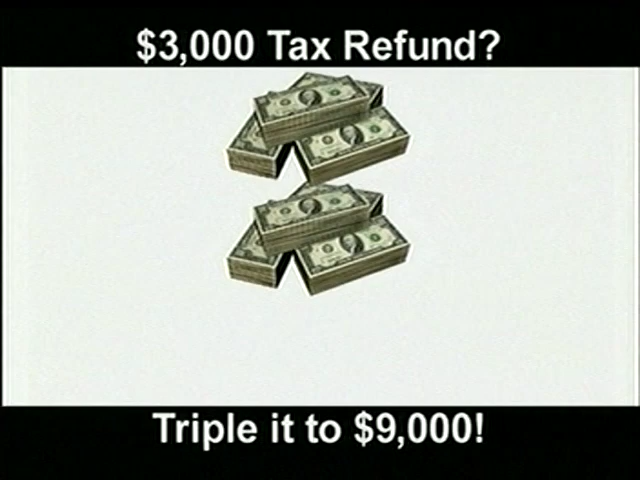 $3,000 Tax Refund?
Triple it to $9,000!